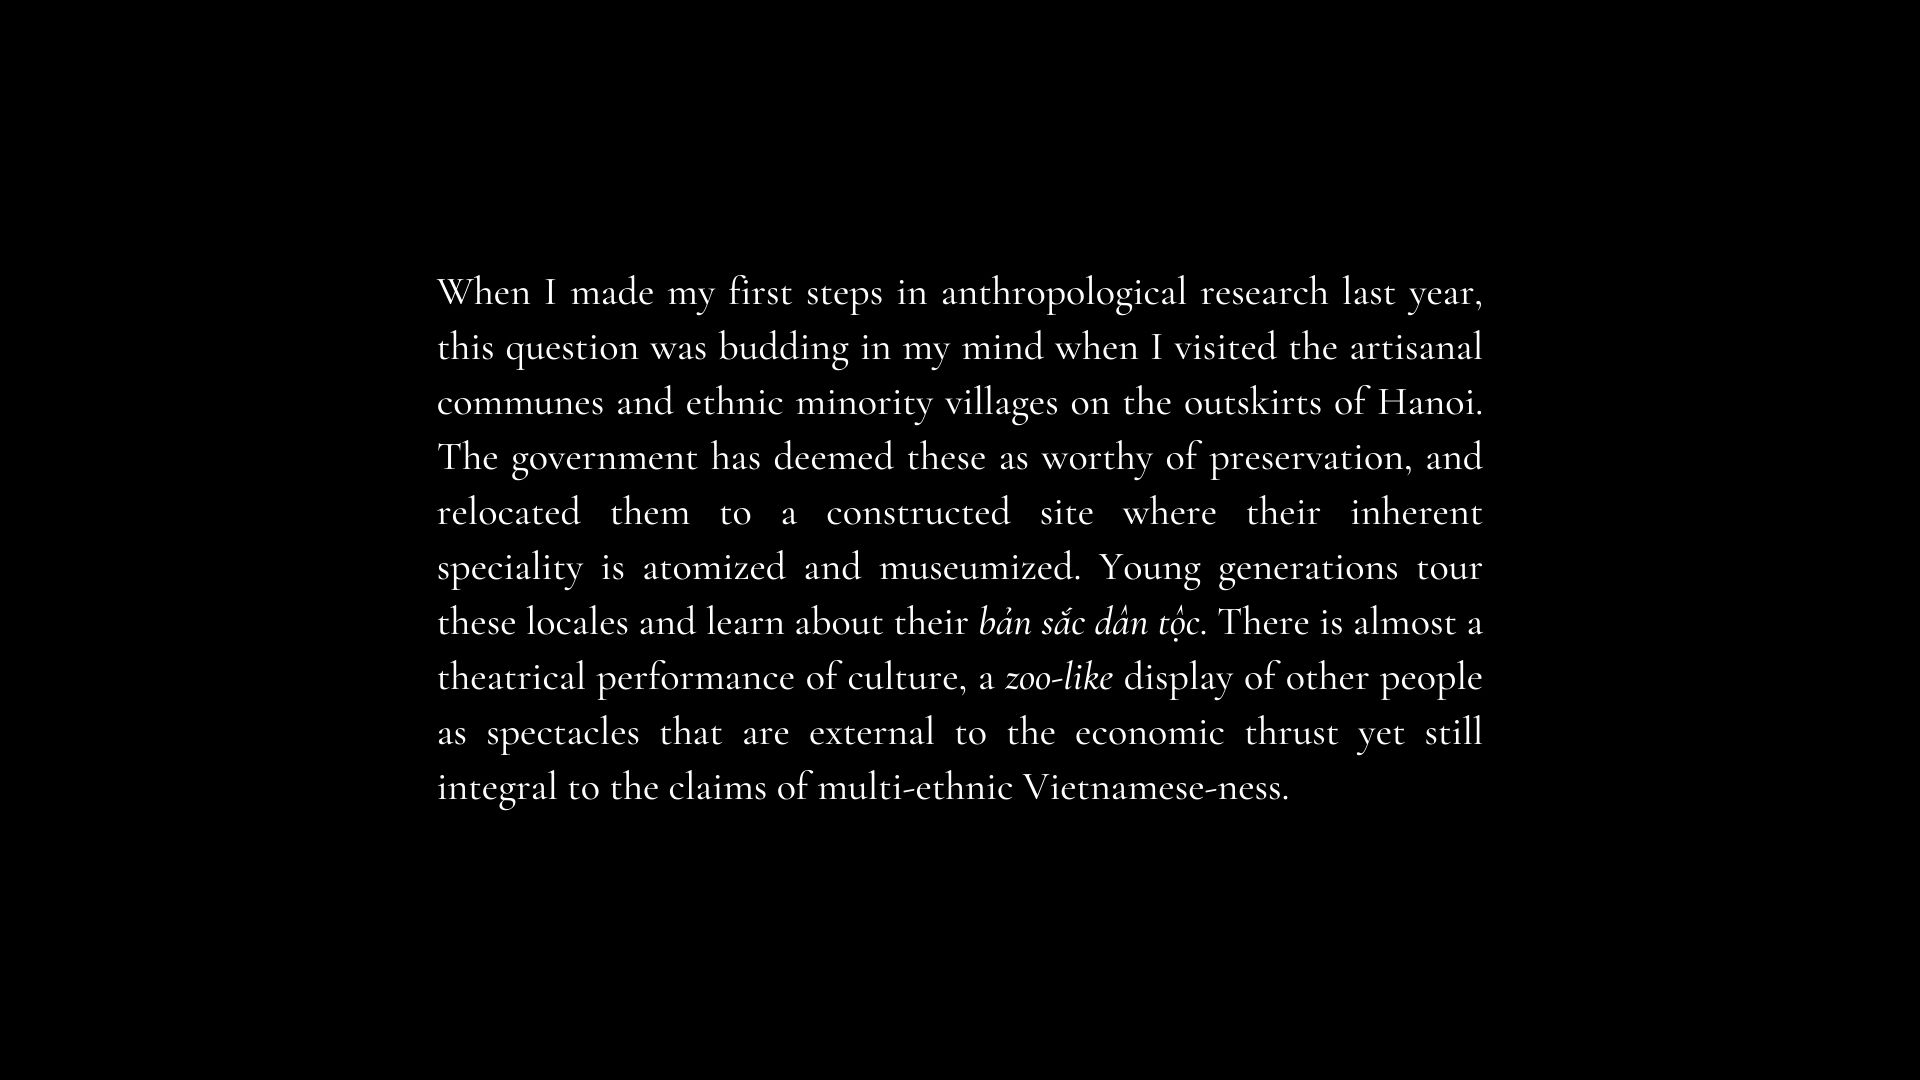 When I made my first steps in anthropological research last year,
this question was budding in my mind when I visited the artisanal
communes and ethnic minority villages on the outskirts of Hanoi.
The government has deemed these as worthy of preservation, and
relocated them to a constructed site where their inherent
speciality is atomized and museumized. Young generations tour
these locales and learn about their bản sắc dân tộc. There is almost a
theatrical performance of culture, a zoo-like display of other people
as spectacles that are external to the economic thrust yet still
integral to the claims of multi-ethnic Vietnamese-ness.